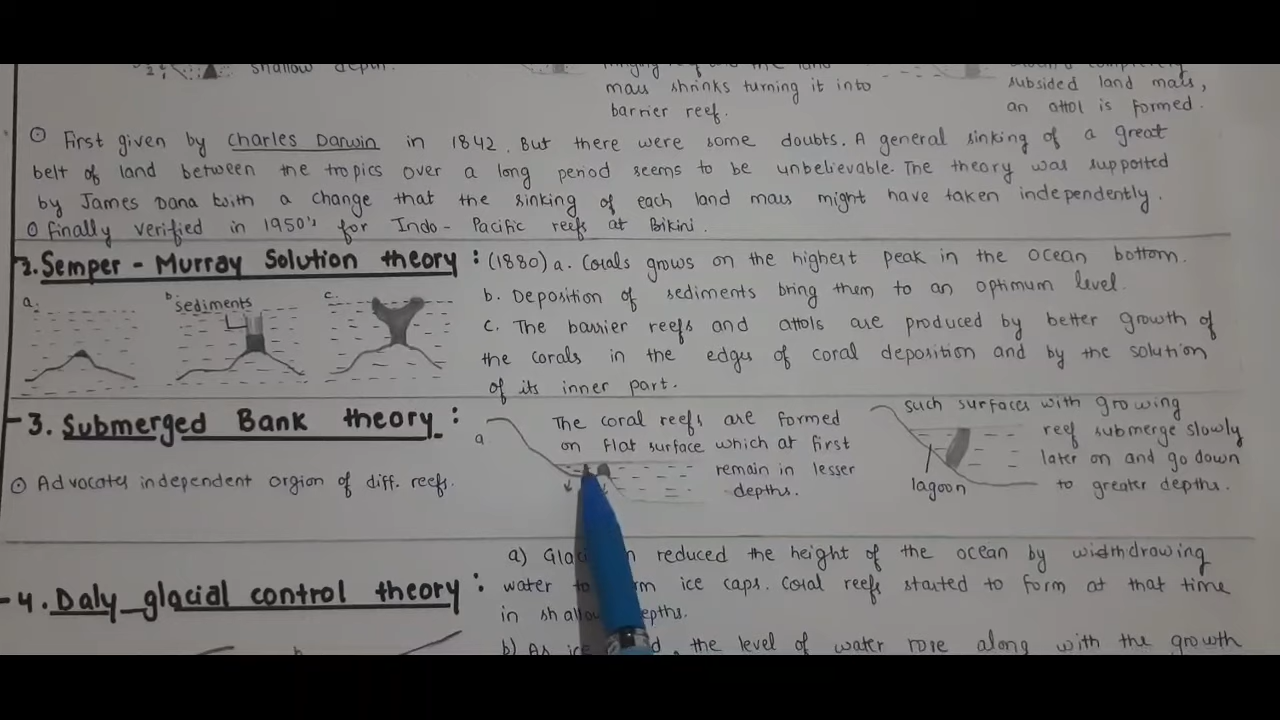 shallow depth.
mass shrinks turning it into
barrier reef.
subsided land mass,
an attol is formed.
⊙ First given by Charles Darwin in 1842. But there were some doubts. A general sinking of a great
belt of land between the tropics over a long period seems to be unbelievable. The theory was supported
by James Dana with a change that the sinking of each land mass might have taken independently.
⊙ Finally verified in 1950's for Indo - Pacific reefs at Bikini.
2. Semper - Murray Solution theory :
(1880) a. Corals grows on the highest peak in the ocean bottom.
b. Deposition of sediments bring them to an optimum level.
c. The barrier reefs and attols are produced by better growth of
the corals in the edges of coral deposition and by the solution
of its inner part.
a.
b sediments
c.
3. Submerged Bank theory :
⊙ Advocates independent orgion of diff. reefs.
a
The coral reefs are formed
on flat surface which at first
remain in lesser
depths.
such surfaces with growing
reef submerge slowly
later on and go down
to greater depths.
lagoon
4. Daly glacial control theory :
a) reduced the height of the ocean by widthdrawing
water to ice caps. Coral reefs started to form at that time
in
b) As ice the level of water rose along with the growth
b